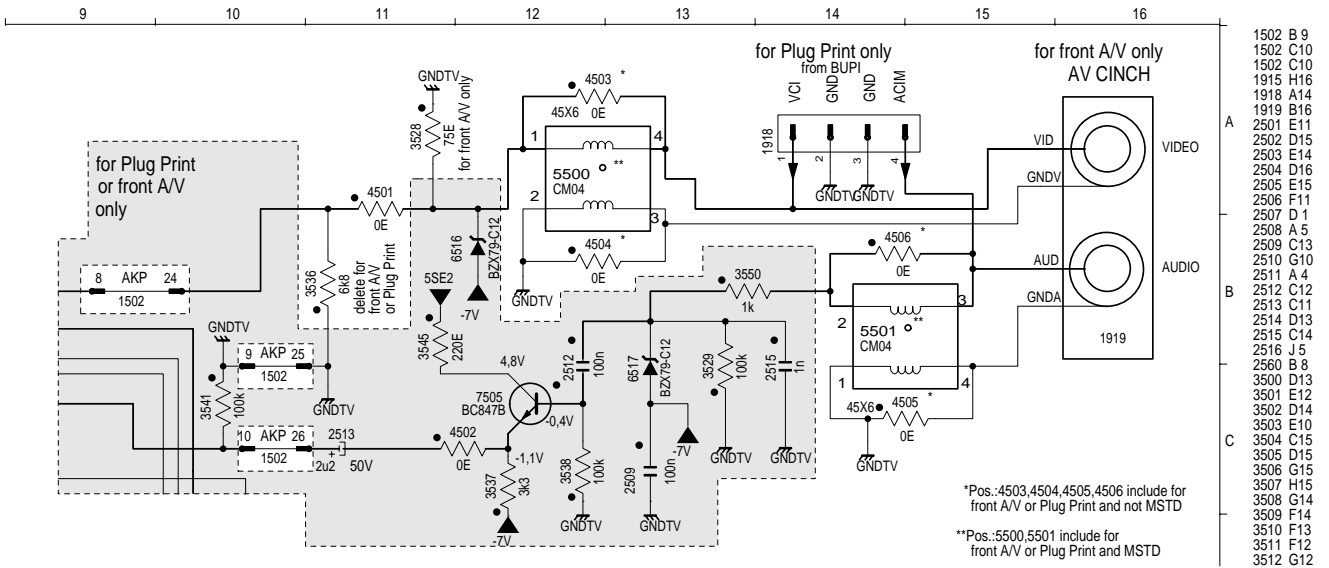 9 10 11 12 13 14 15 16
for Plug Print only
from BUPI
for front A/V only
AV CINCH
VCI GND GND ACIM
1918
1 2 3 4
GNDTV GNDTV
GNDTV
3528
75E
for front A/V only
4503 *
45X6 0E
1 4
5500 **
CM04
2 3
4504 *
0E
GNDTV
VID
VIDEO
GNDV
AUD
AUDIO
GNDA
1919
for Plug Print
or front A/V
only
4501
0E
3536
6k8
delete for
front A/V
or Plug Print
6516
BZX79-C12
-7V
5SE2
3545
220E
8 AKP 24
1502
GNDTV
9 AKP 25
1502
GNDTV
3541
100k
10 AKP 26
1502
2513
+
2u2 50V
4502
0E
4,8V
7505
BC847B
-0,4V
-1,1V
3537
3k3
-7V
2512
100n
3538
100k
GNDTV
6517
BZX79-C12
-7V
2509
100n
GNDTV
3550
1k
3529
100k
GNDTV
2515
1n
GNDTV
4506 *
0E
2 3
5501 **
CM04
1 4
45X6 4505 *
0E
GNDTV
*Pos.:4503,4504,4505,4506 include for
front A/V or Plug Print and not MSTD
**Pos.:5500,5501 include for
front A/V or Plug Print and MSTD
A
B
C
1502 B 9
1502 C10
1502 C10
1915 H16
1918 A14
1919 B16
2501 E11
2502 D15
2503 E14
2504 D16
2505 E15
2506 F11
2507 D 1
2508 A 5
2509 C13
2510 G10
2511 A 4
2512 C12
2513 C11
2514 D13
2515 C14
2516 J 5
2560 B 8
3500 D13
3501 E12
3502 D14
3503 E10
3504 C15
3505 D15
3506 G15
3507 H15
3508 G14
3509 F14
3510 F13
3511 F12
3512 G12